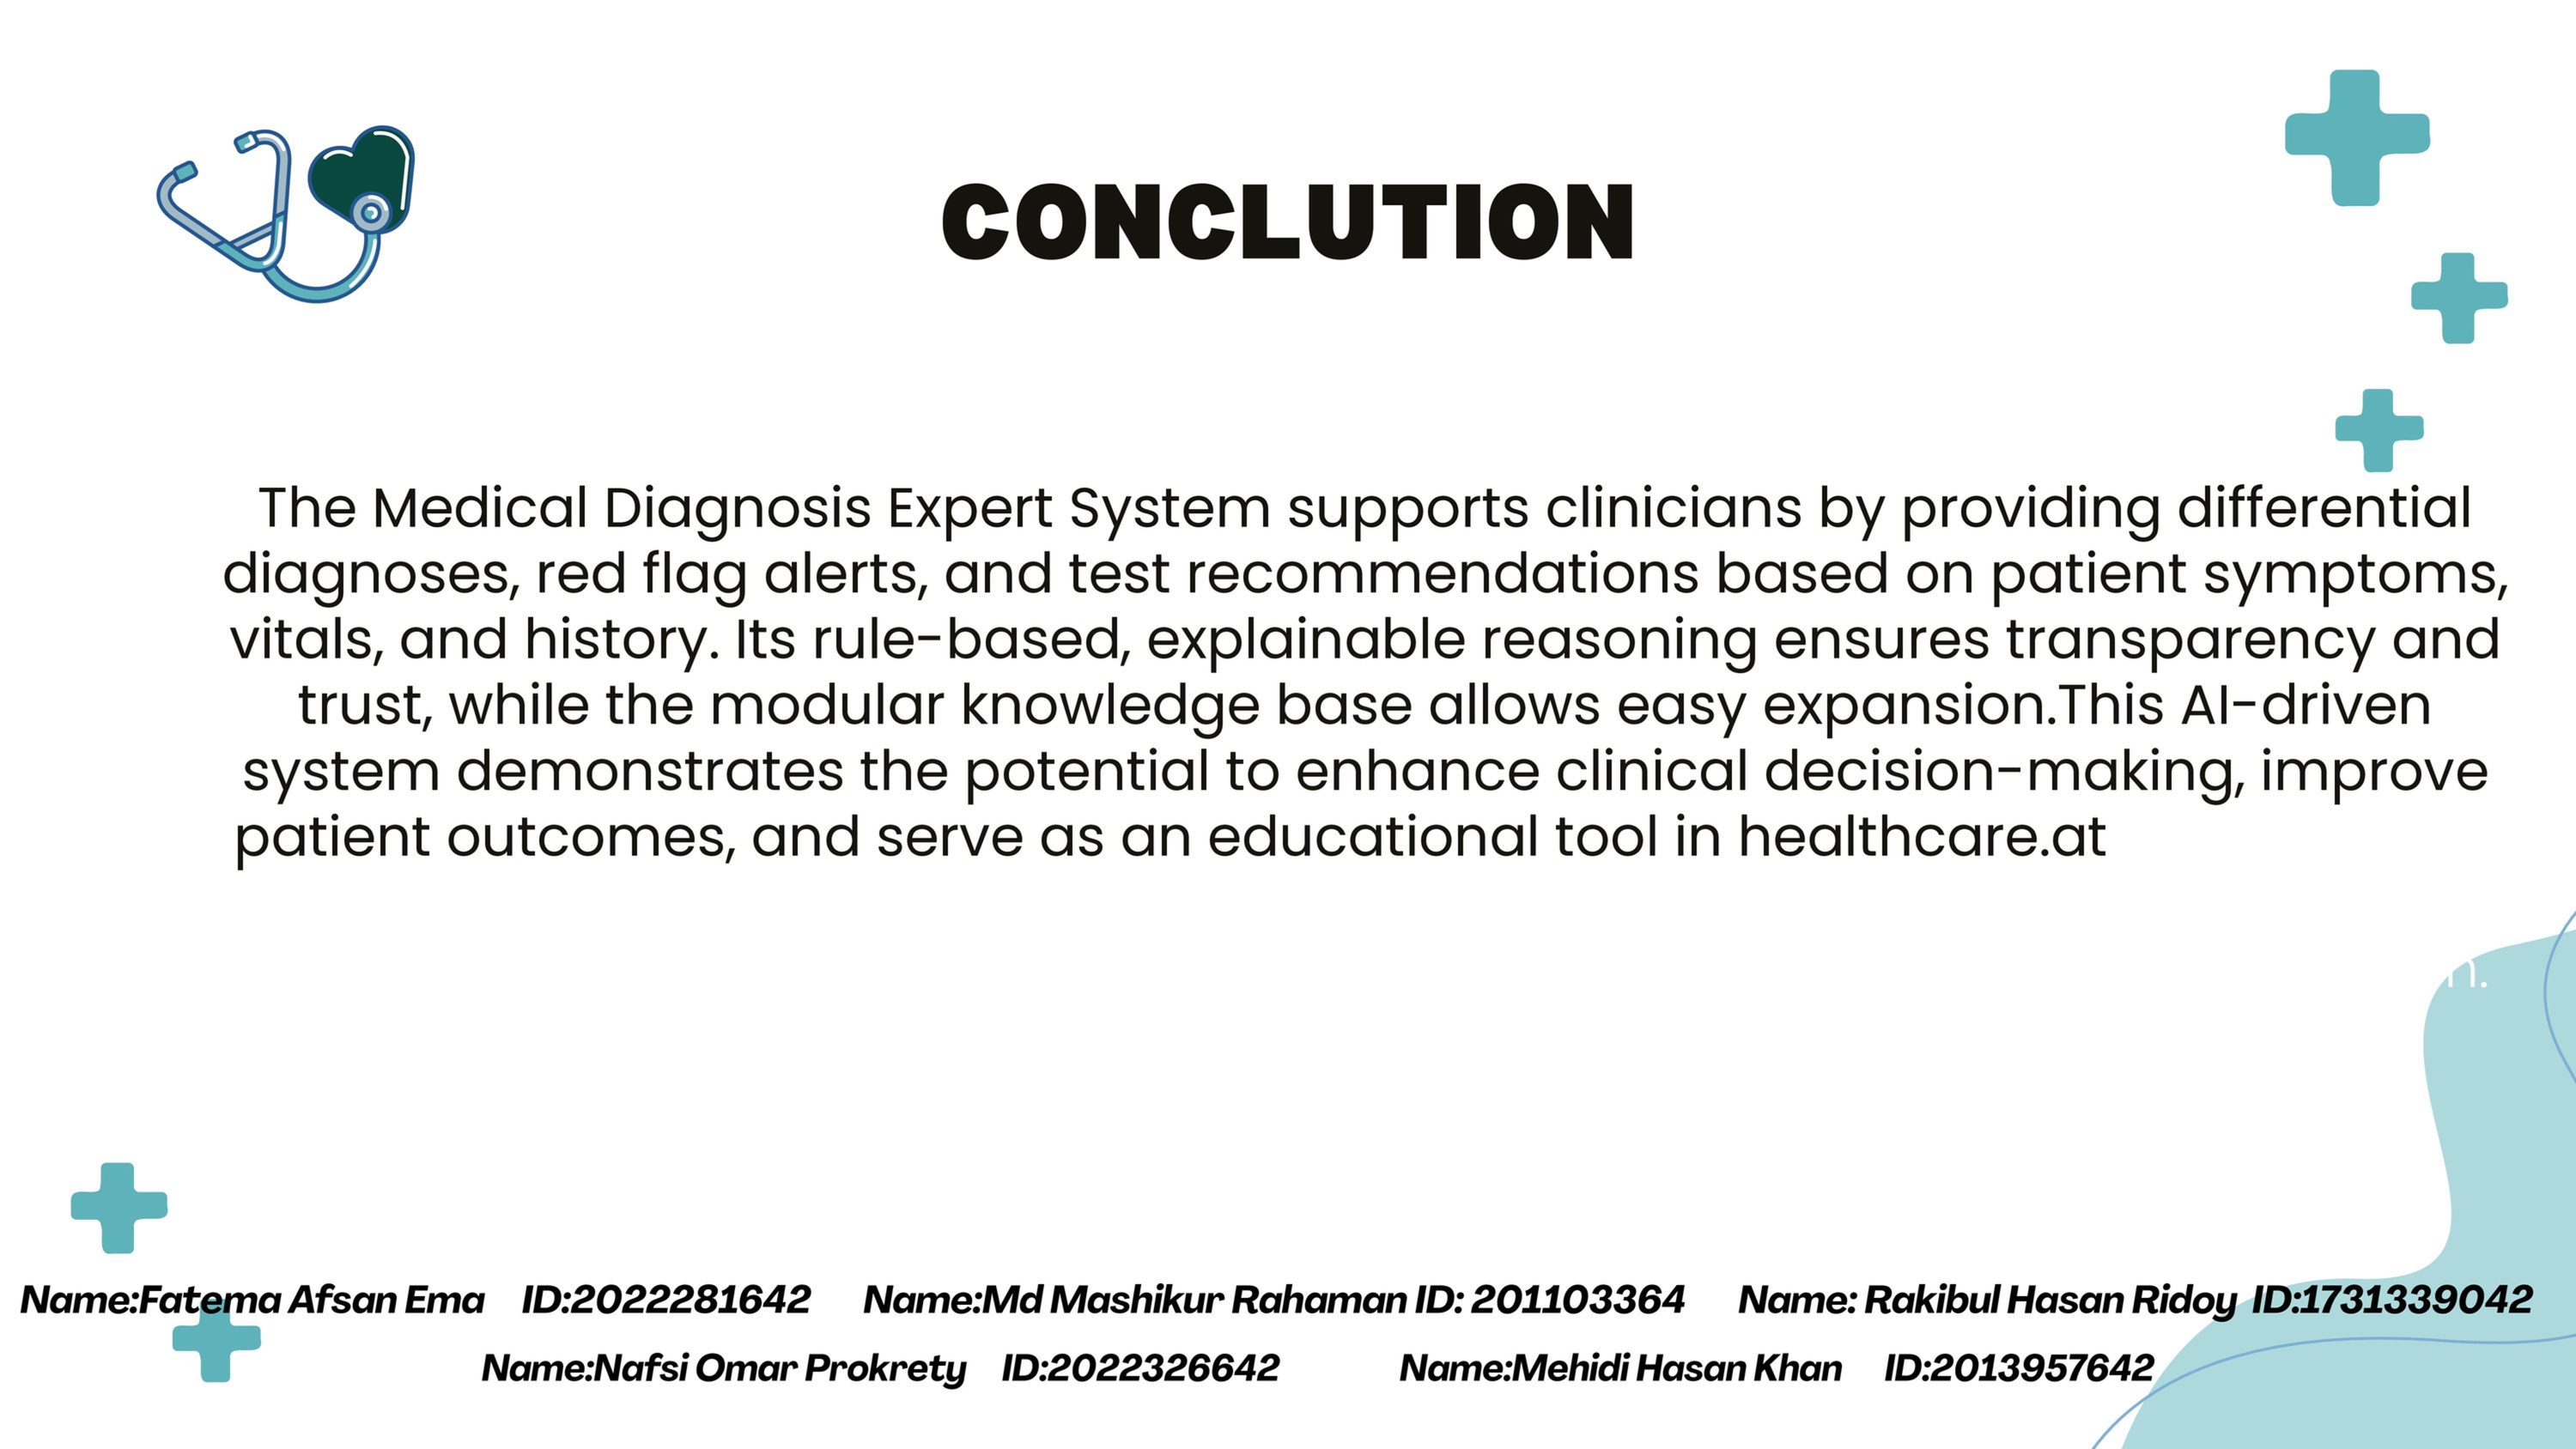 CONCLUTION
The Medical Diagnosis Expert System supports clinicians by providing differential
diagnoses, red flag alerts, and test recommendations based on patient symptoms,
vitals, and history. Its rule-based, explainable reasoning ensures transparency and
trust, while the modular knowledge base allows easy expansion.This AI-driven
system demonstrates the potential to enhance clinical decision-making, improve
patient outcomes, and serve as an educational tool in healthcare.at
Name:Fatema Afsan Ema ID:2022281642 Name:Md Mashikur Rahaman ID: 201103364 Name: Rakibul Hasan Ridoy ID:1731339042
Name:Nafsi Omar Prokrety ID:2022326642 Name:Mehidi Hasan Khan ID:2013957642